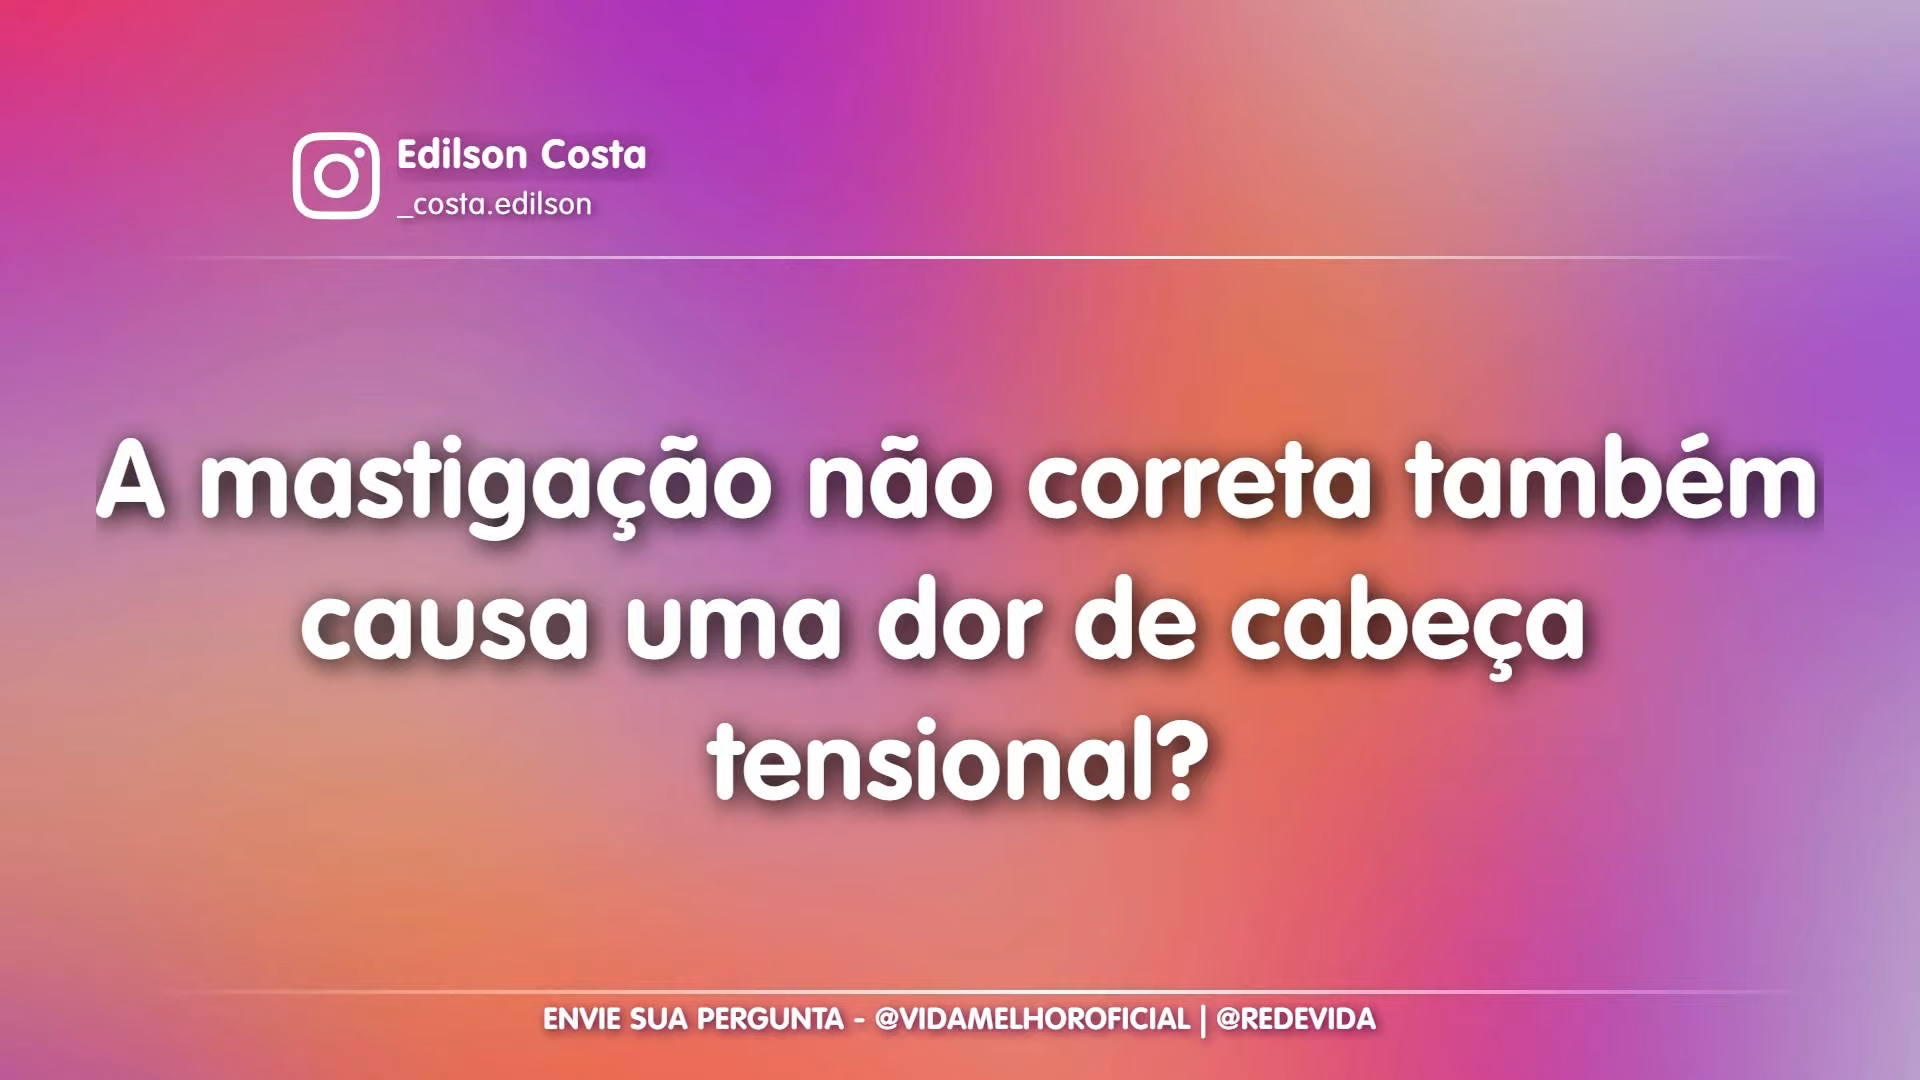 Edilson Costa
_costa.edilson
A mastigação não correta também
causa uma dor de cabeça
tensional?
ENVIE SUA PERGUNTA - @VIDAMELHOROFICIAL | @REDEVIDA